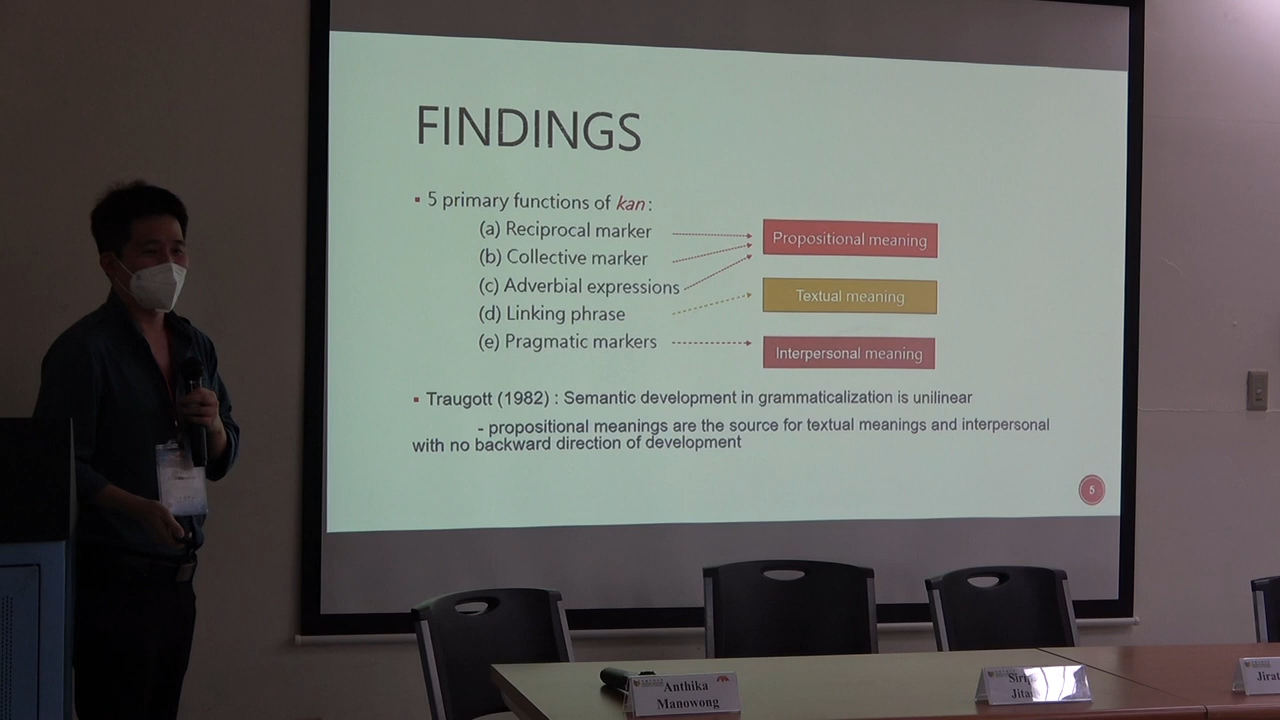 FINDINGS
▪ 5 primary functions of kan :
(a) Reciprocal marker
(b) Collective marker
(c) Adverbial expressions
(d) Linking phrase
(e) Pragmatic markers
Propositional meaning
Textual meaning
Interpersonal meaning
▪ Traugott (1982) : Semantic development in grammaticalization is unilinear
- propositional meanings are the source for textual meanings and interpersonal
with no backward direction of development
5
Anthika
Manowong